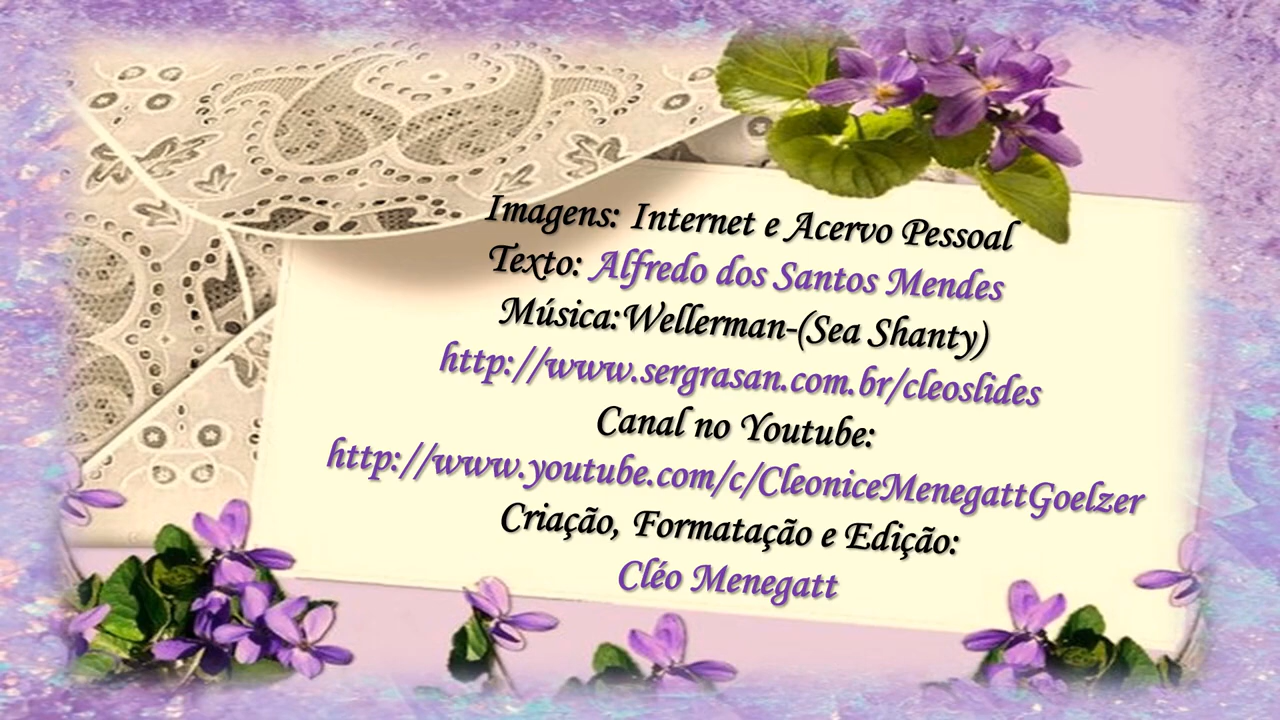 Imagens: Internet e Acervo Pessoal
Texto: Alfredo dos Santos Mendes
Música:Wellerman-(Sea Shanty)
http://www.sergrasan.com.br/cleoslides
Canal no Youtube:
http://www.youtube.com/c/CleoniceMenegattGoelzer
Criação, Formatação e Edição:
Cléo Menegatt